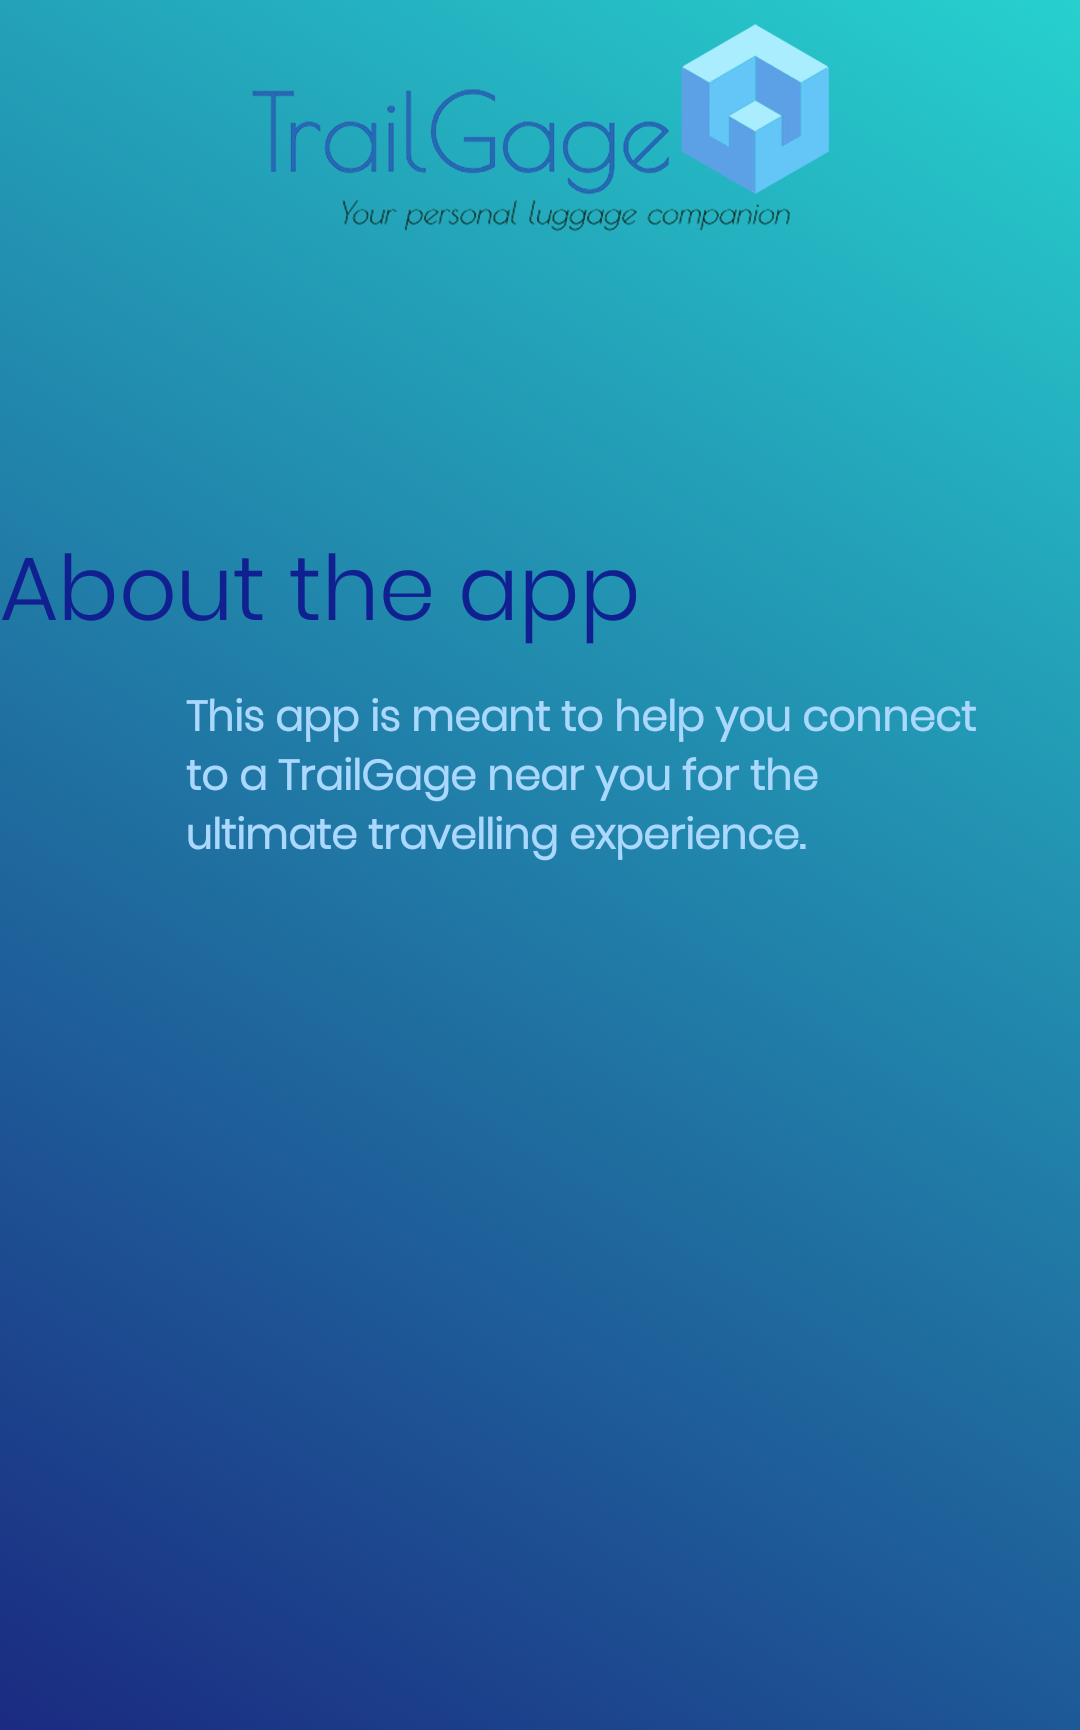 TrailGage
Your personal luggage companion
About the app
This app is meant to help you connect
to a TrailGage near you for the
ultimate travelling experience.